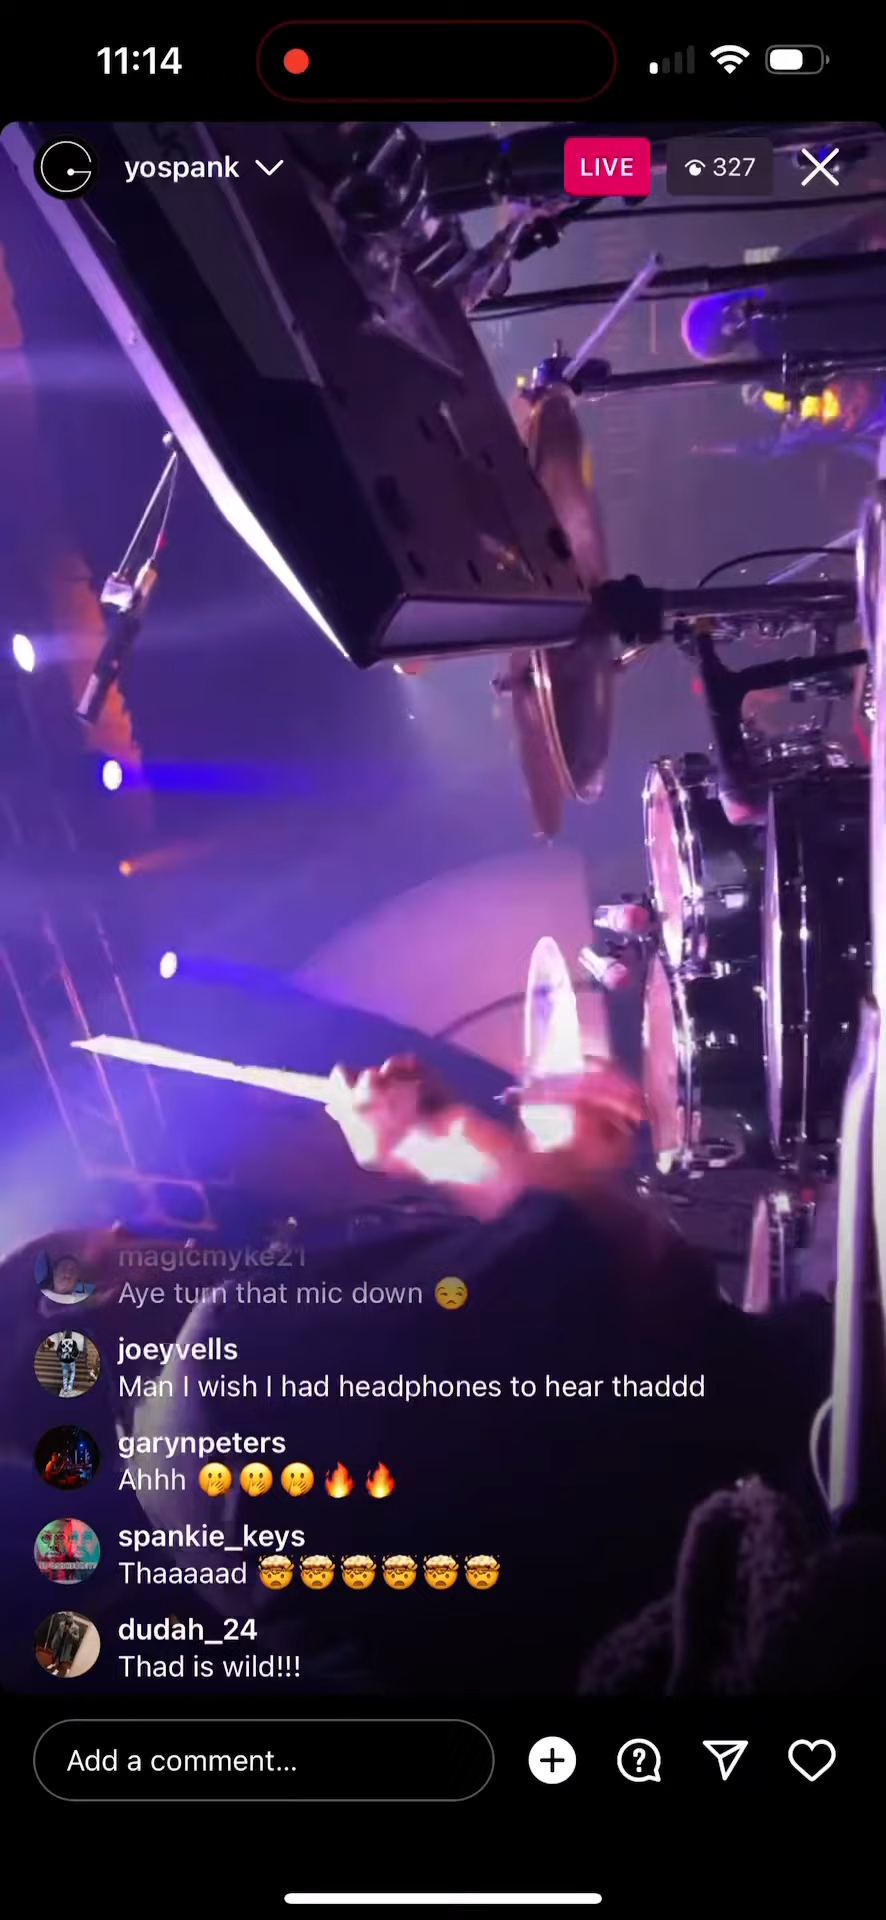 11:14
yospank
LIVE
327
magicmyke21
Aye turn that mic down 😒
joeyvells
Man I wish I had headphones to hear thaddd
garynpeters
Ahhh 🤭🤭🤭🔥🔥
spankie_keys
Thaaaaad 🤯🤯🤯🤯🤯🤯
dudah_24
Thad is wild!!!
Add a comment...